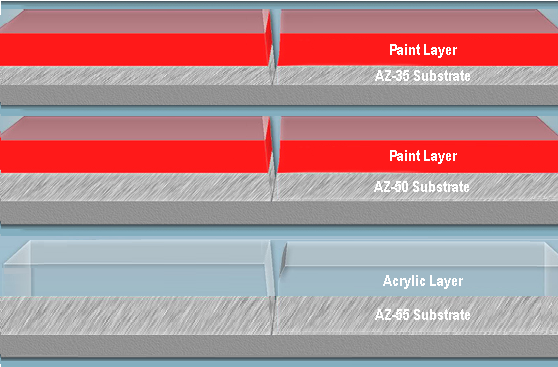 Paint Layer
AZ-35 Substrate
Paint Layer
AZ-50 Substrate
Acrylic Layer
AZ-55 Substrate